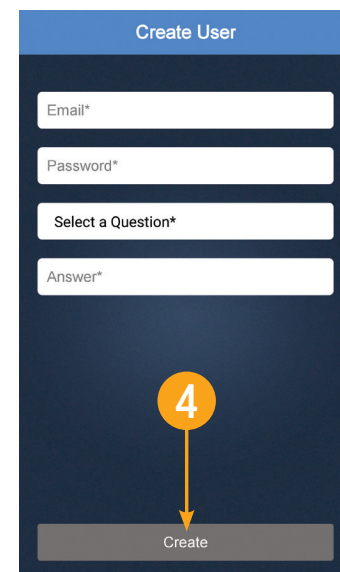 Create User
Email*
Password*
Select a Question*
Answer*
4
Create